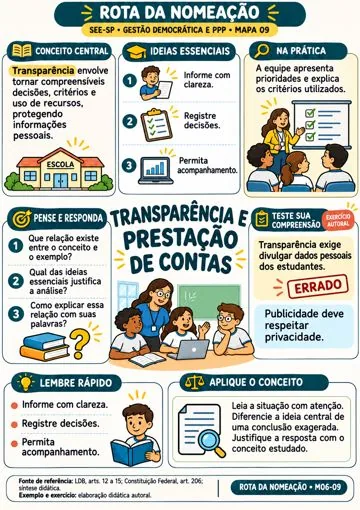 ROTA DA NOMEAÇÃO
SEE-SP • GESTÃO DEMOCRÁTICA E PPP • MAPA 09
CONCEITO CENTRAL
Transparência envolve
tornar compreensíveis
decisões, critérios e
uso de recursos,
protegendo
informações
pessoais.
ESCOLA
IDEIAS ESSENCIAIS
1
Informe com
clareza.
2
Registre
decisões.
3
Permita
acompanhamento.
NA PRÁTICA
A equipe apresenta
prioridades e explica
os critérios utilizados.
PENSE E RESPONDA
1
Que relação existe
entre o conceito e o
exemplo?
2
Qual das ideias
essenciais justifica a
análise?
3
Como explicar essa
relação com suas
palavras?
?
TRANSPARÊNCIA E
PRESTAÇÃO
DE CONTAS
TESTE SUA
COMPREENSÃO
EXERCÍCIO
AUTORAL
Transparência exige
divulgar dados pessoais
dos estudantes.
ERRADO
Publicidade deve
respeitar
privacidade.
LEMBRE RÁPIDO
Informe com clareza.
Registre decisões.
Permita
acompanhamento.
APLIQUE O CONCEITO
Leia a situação com atenção.
Diferencie a ideia central de
uma conclusão exagerada.
Justifique a resposta com o
conceito estudado.
Fonte de referência: LDB, arts. 12 a 15; Constituição Federal, art. 206;
síntese didática.
Exemplo e exercício: elaboração didática autoral.
ROTA DA NOMEAÇÃO • M06-09